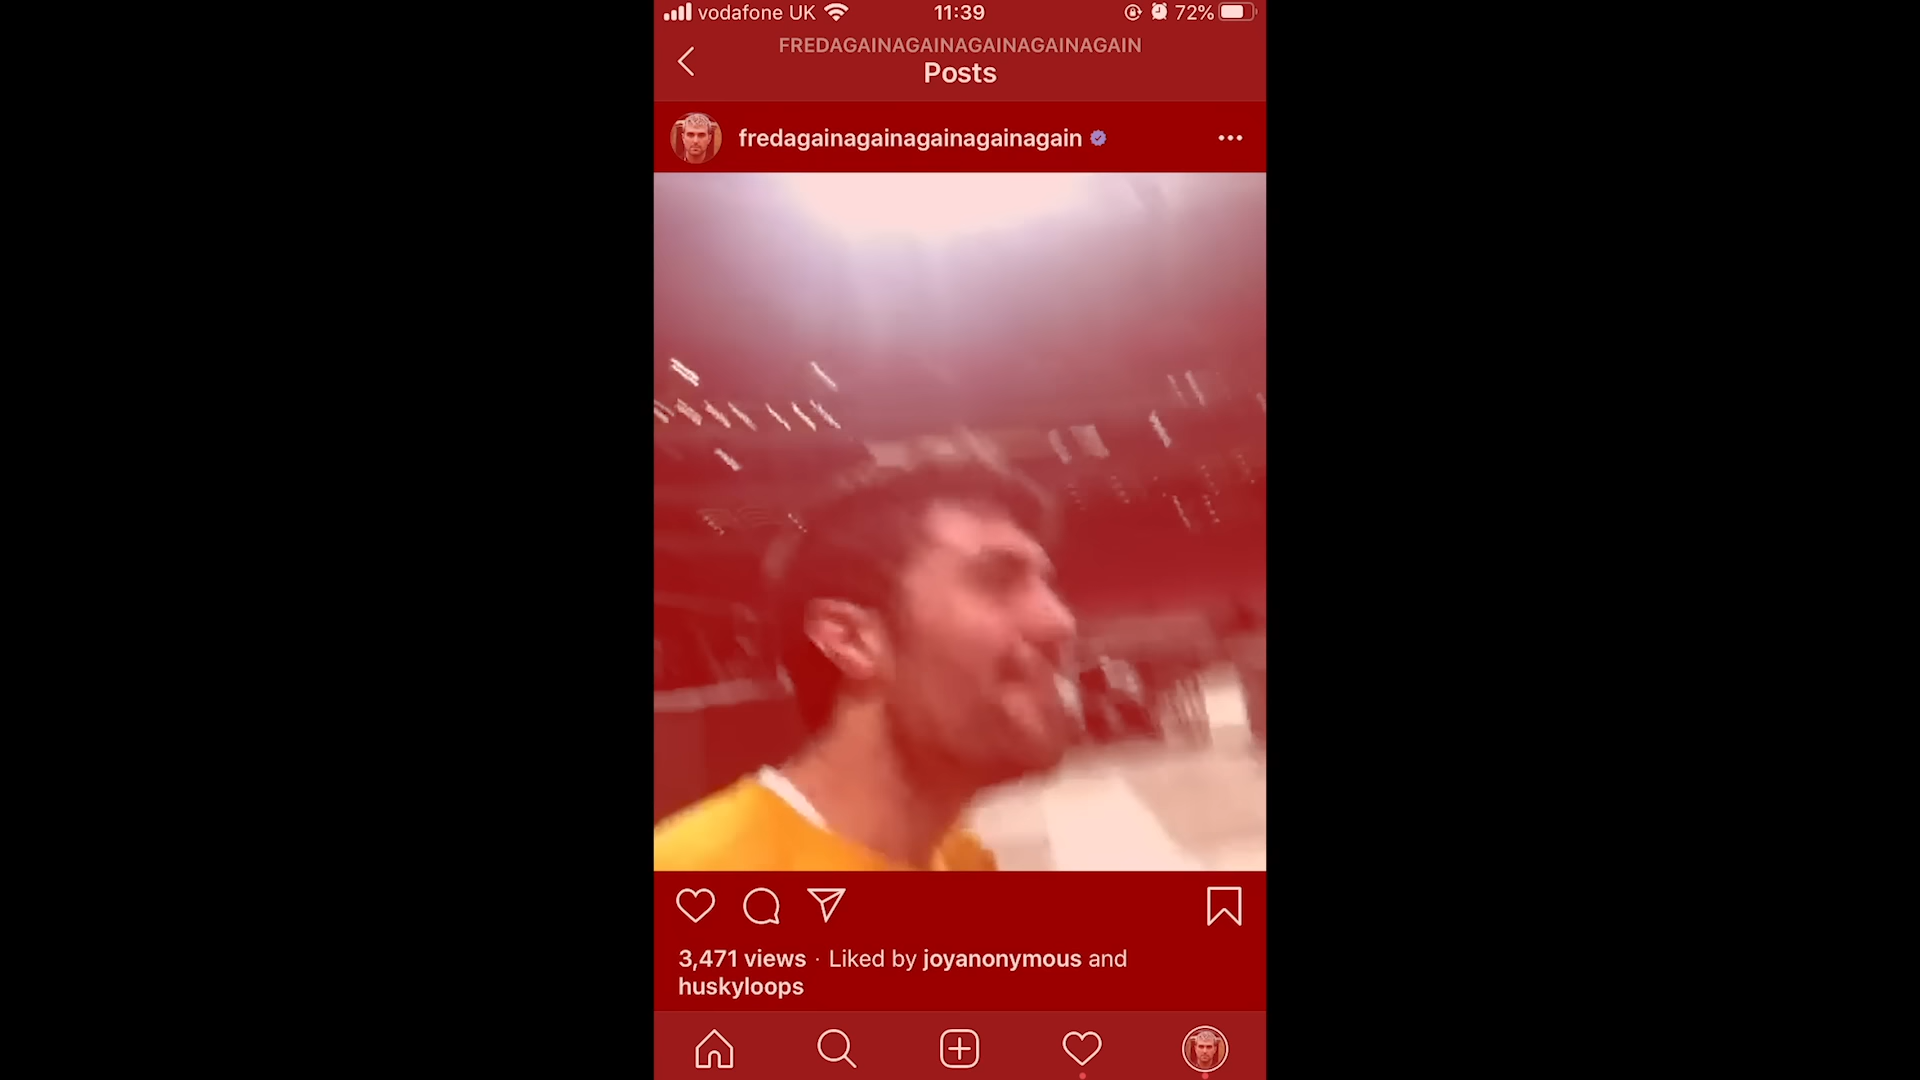 vodafone UK 11:39 72%
FREDAGAINAGAINAGAINAGAINAGAIN
Posts
fredagainagainagainagainagain
3,471 views · Liked by joyanonymous and
huskyloops